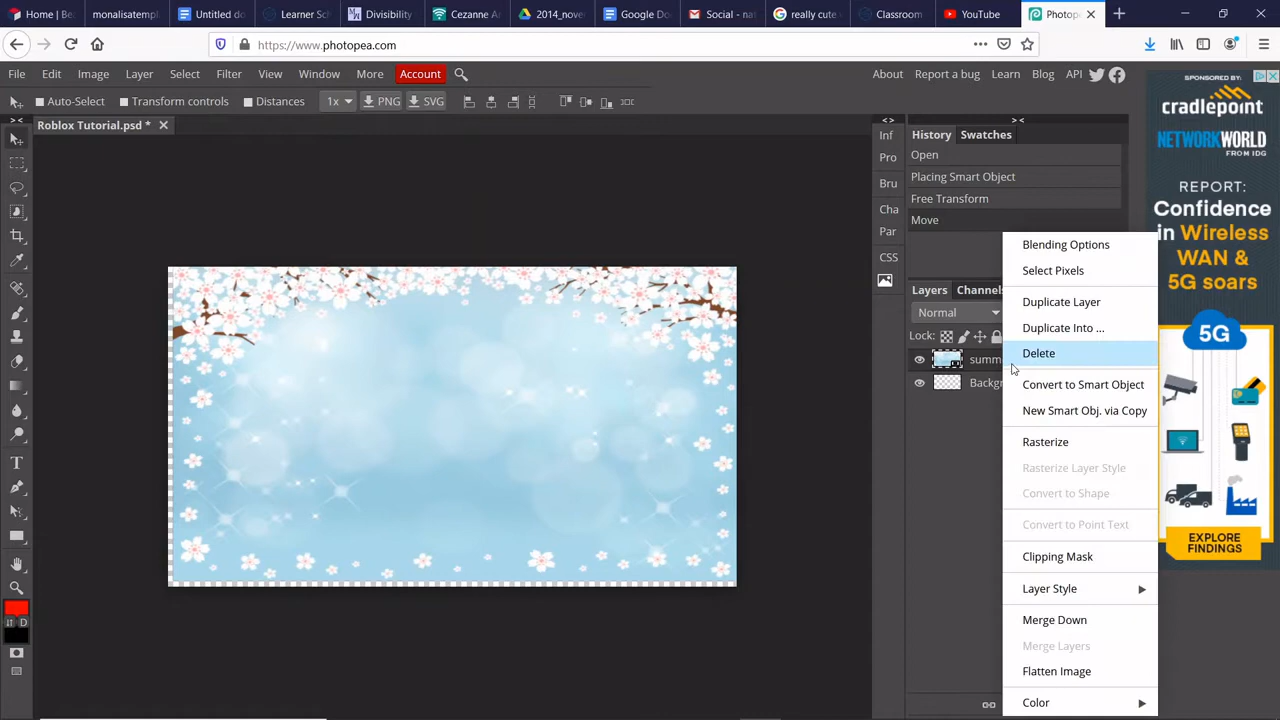 Home | Be
monalisatemp
Untitled do
Learner Sc
Divisibility
Cezanne Ar
2014_nove
Google Do
Social - nat
really cute
Classroom
YouTube
Photop
https://www.photopea.com
File Edit Image Layer Select Filter View Window More Account
About Report a bug Learn Blog API
Auto-Select Transform controls Distances 1x PNG SVG
Roblox Tutorial.psd *
Inf
Pro
Bru
Cha
Par
CSS
History Swatches
Open
Placing Smart Object
Free Transform
Move
Layers Channels
Normal
Lock:
summ
Backgr
Blending Options
Select Pixels
Duplicate Layer
Duplicate Into ...
Delete
Convert to Smart Object
New Smart Obj. via Copy
Rasterize
Rasterize Layer Style
Convert to Shape
Convert to Point Text
Clipping Mask
Layer Style
Merge Down
Merge Layers
Flatten Image
Color
D
SPONSORED BY:
cradlepoint
NETWORKWORLD
FROM IDG
REPORT:
Confidence
in Wireless
WAN &
5G soars
5G
EXPLORE
FINDINGS